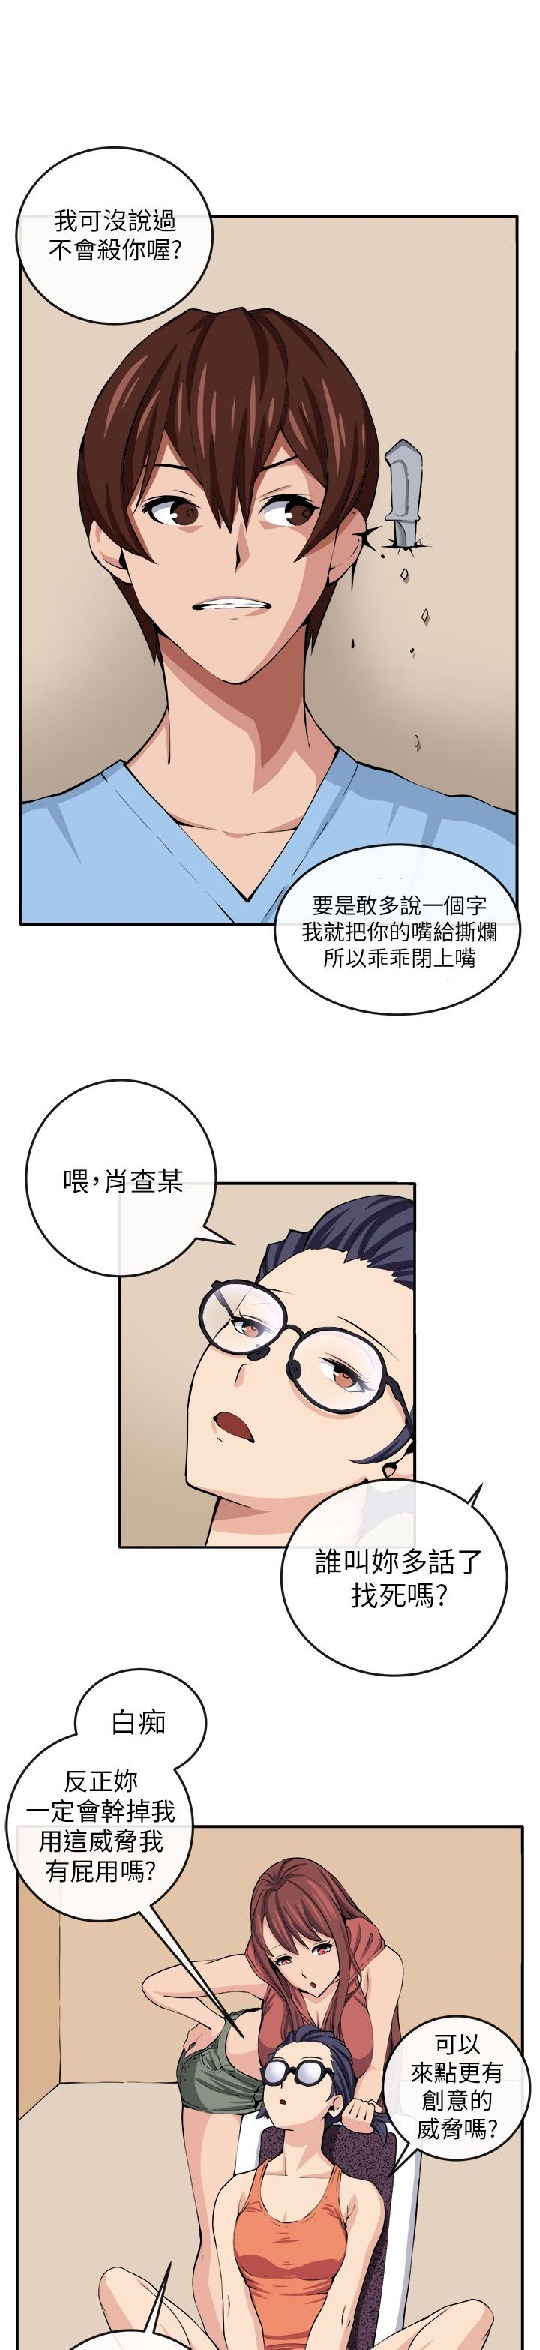 我可沒說過
不會殺你喔?
要是敢多說一個字
我就把你的嘴給撕爛
所以乖乖閉上嘴
喂，肖查某
誰叫妳多話了
找死嗎?
白痴
反正妳
一定會幹掉我
用這威脅我
有屁用嗎?
可以
來點更有
創意的
威脅嗎?